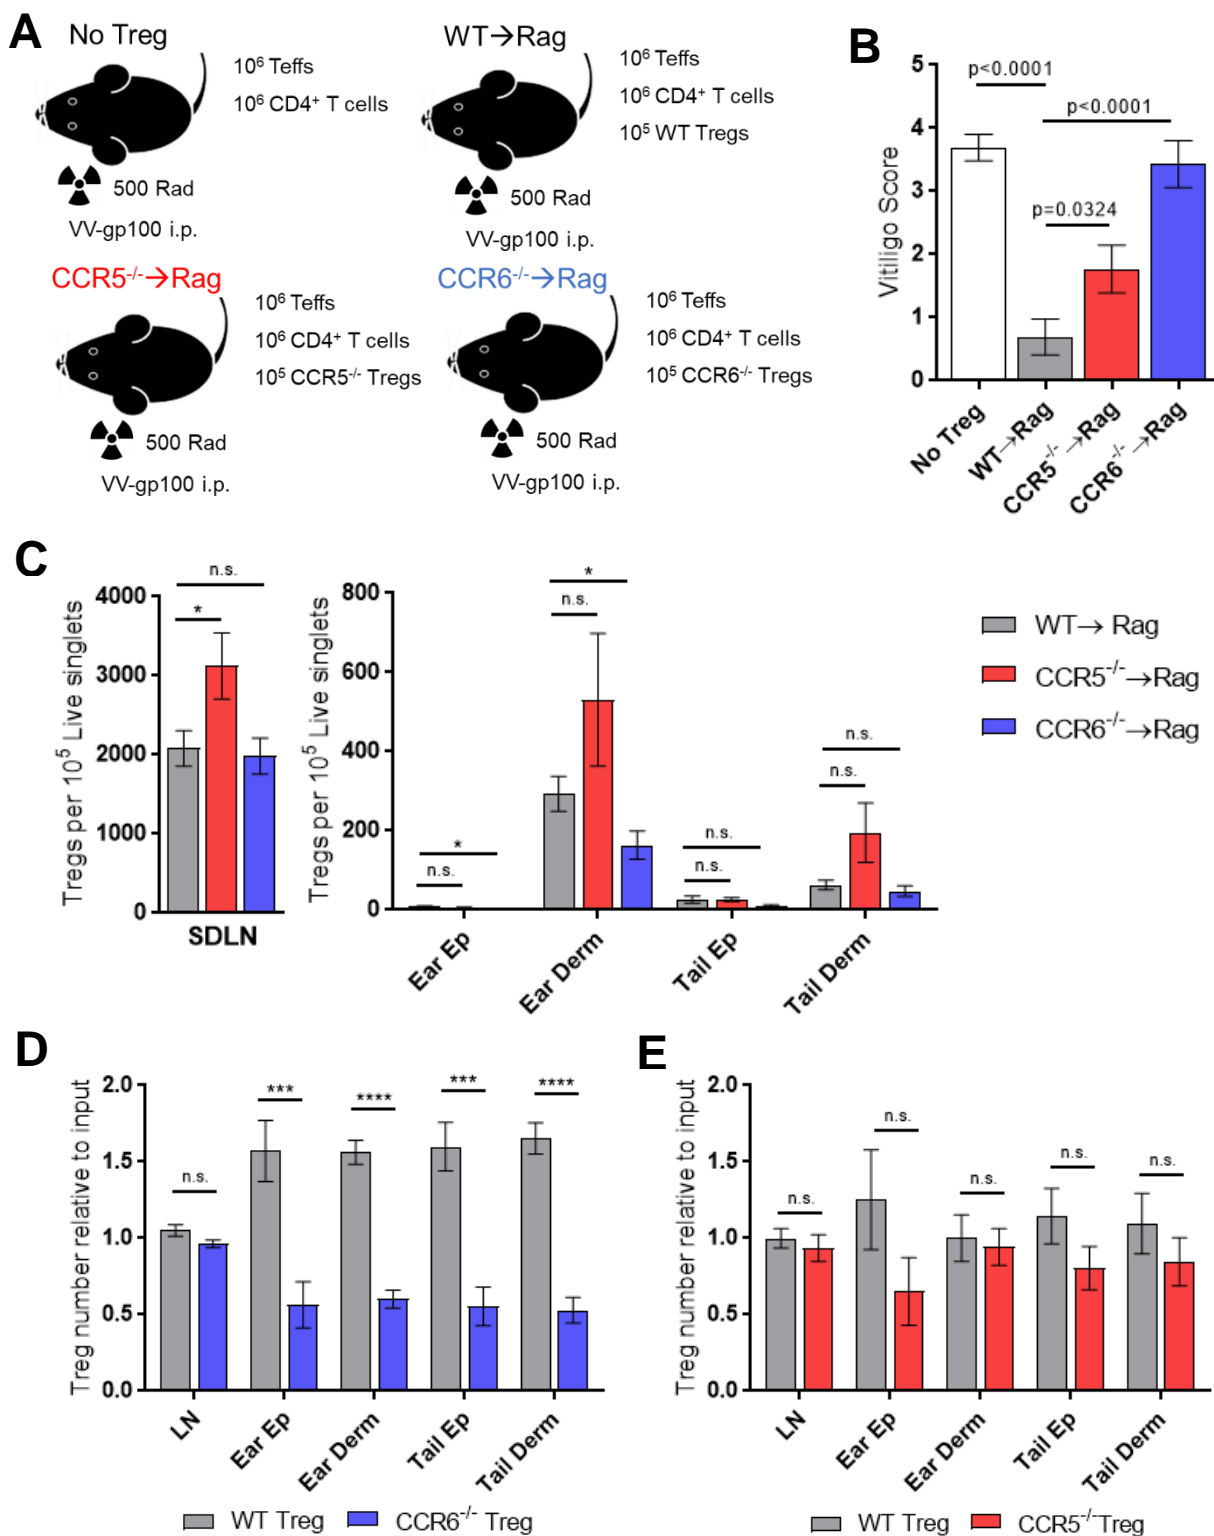 A
No Treg
10⁶ Teffs
10⁶ CD4⁺ T cells
500 Rad
VV-gp100 i.p.
WT→Rag
10⁶ Teffs
10⁶ CD4⁺ T cells
10⁵ WT Tregs
500 Rad
VV-gp100 i.p.
CCR5⁻/⁻→Rag
10⁶ Teffs
10⁶ CD4⁺ T cells
10⁵ CCR5⁻/⁻ Tregs
500 Rad
VV-gp100 i.p.
CCR6⁻/⁻→Rag
10⁶ Teffs
10⁶ CD4⁺ T cells
10⁵ CCR6⁻/⁻ Tregs
500 Rad
VV-gp100 i.p.
B
Vitiligo Score
5
4
3
2
1
0
p<0.0001
p<0.0001
p=0.0324
No Treg
WT→Rag
CCR5⁻/⁻→Rag
CCR6⁻/⁻→Rag
C
Tregs per 10⁵ Live singlets
4000
3000
2000
1000
0
n.s.
*
SDLN
Tregs per 10⁵ Live singlets
800
600
400
200
0
*
n.s.
*
n.s.
n.s.
n.s.
n.s.
n.s.
Ear Ep
Ear Derm
Tail Ep
Tail Derm
WT→ Rag
CCR5⁻/⁻→Rag
CCR6⁻/⁻→Rag
D
Treg number relative to input
2.0
1.5
1.0
0.5
0.0
n.s.
***
****
***
****
LN
Ear Ep
Ear Derm
Tail Ep
Tail Derm
WT Treg
CCR6⁻/⁻ Treg
E
Treg number relative to input
2.0
1.5
1.0
0.5
0.0
n.s.
n.s.
n.s.
n.s.
n.s.
LN
Ear Ep
Ear Derm
Tail Ep
Tail Derm
WT Treg
CCR5⁻/⁻Treg